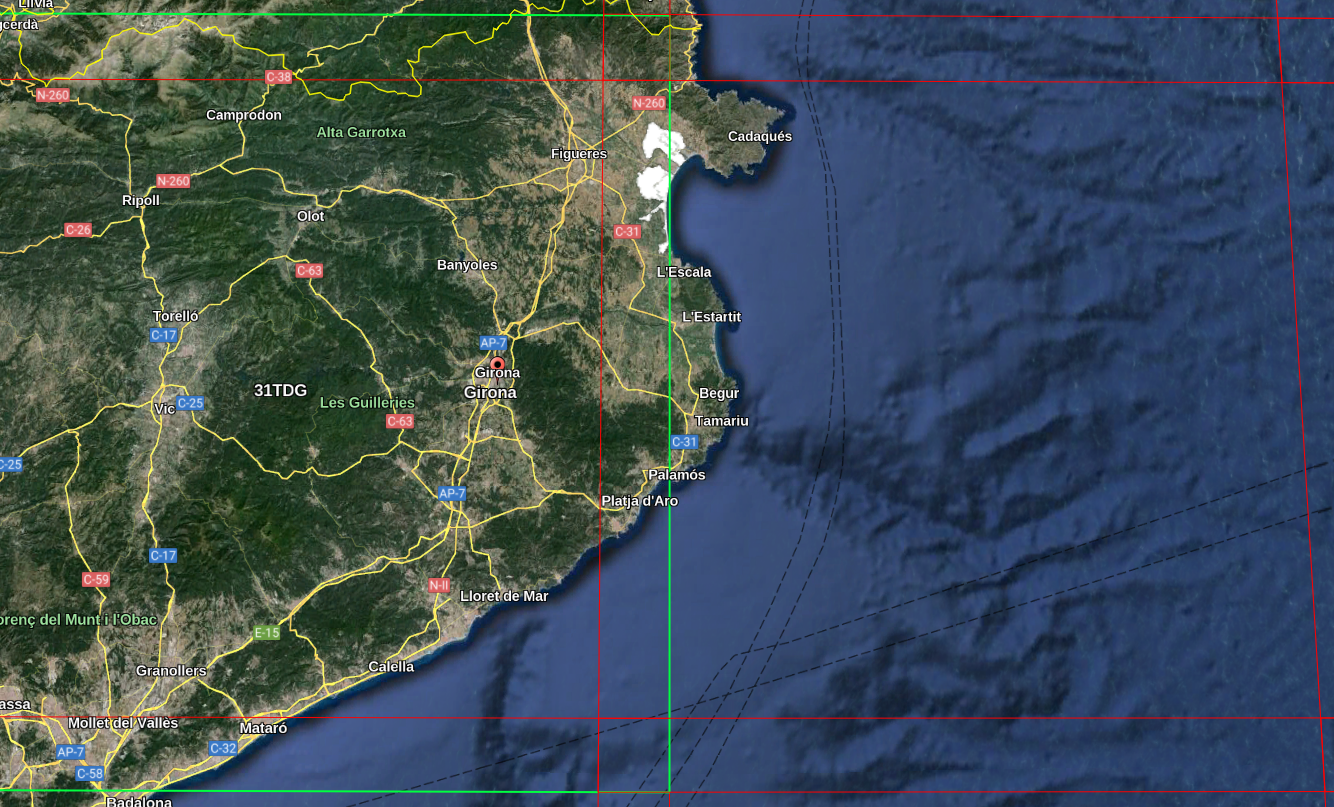 Llívia
gcerdà
C-38
N-260
N-260
Camprodon
Alta Garrotxa
Cadaqués
Figueres
N-260
Ripoll
Olot
C-26
C-31
Banyoles
C-63
L'Escala
Torelló
L'Estartit
C-17
AP-7
Girona
31TDG
Girona
Les Guilleries
Begur
Vic
C-25
C-63
Tamariu
C-31
C-25
Palamós
AP-7
Platja d'Aro
C-17
C-59
N-II
Lloret de Mar
orenç del Munt i l'Obac
E-15
Granollers
Calella
assa
Mollet del Vallès
Mataró
AP-7
C-32
C-58
Badalona